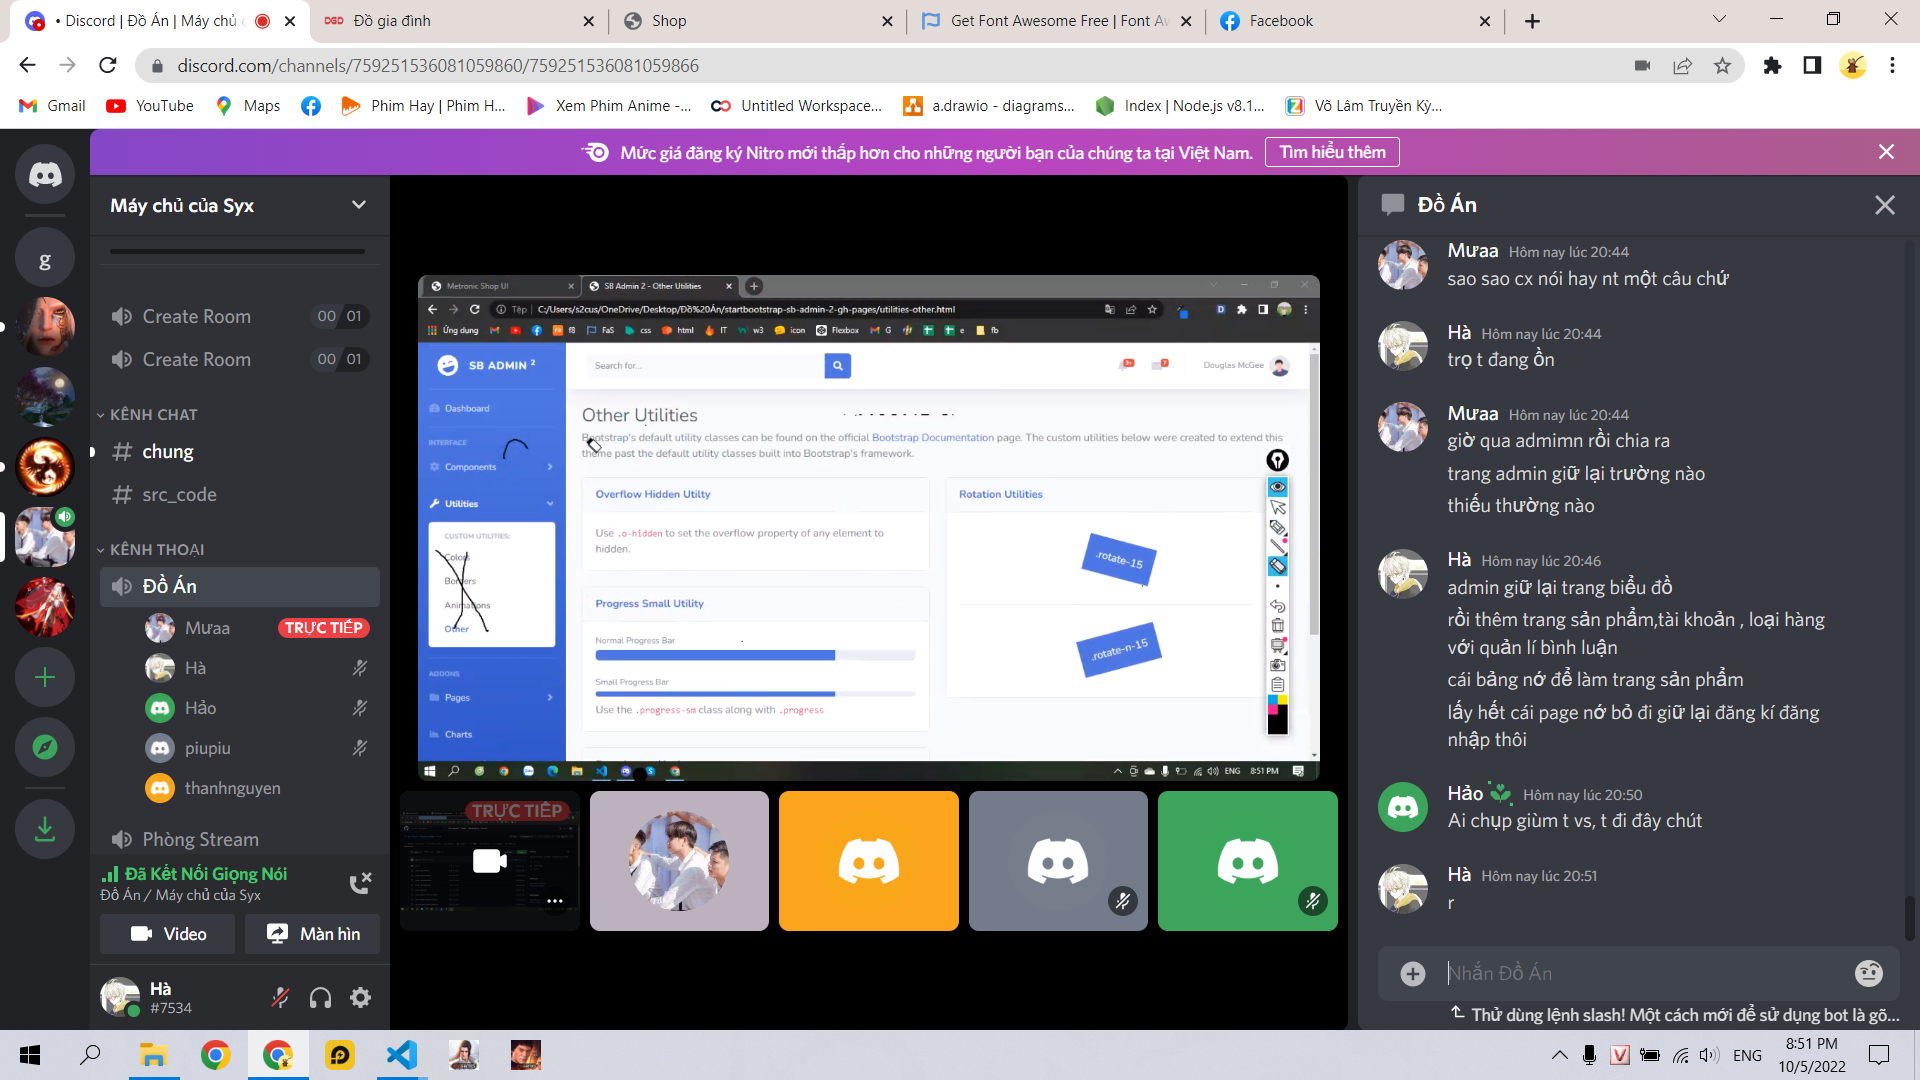 • Discord | Đồ Án | Máy chủ
Đồ gia đình
Shop
Get Font Awesome Free | Font Aw
Facebook
discord.com/channels/759251536081059860/759251536081059866
Gmail
YouTube
Maps
Phim Hay | Phim H...
Xem Phim Anime -...
Untitled Workspace...
a.drawio - diagrams...
Index | Node.js v8.1...
Võ Lâm Truyền Kỳ...
Mức giá đăng ký Nitro mới thấp hơn cho những người bạn của chúng ta tại Việt Nam.
Tìm hiểu thêm
g
Máy chủ của Syx
Create Room
00 01
Create Room
00 01
KÊNH CHAT
chung
src_code
KÊNH THOẠI
Đồ Án
Mưaa
TRỰC TIẾP
Hà
Hảo
piupiu
thanhnguyen
Phòng Stream
Đã Kết Nối Giọng Nói
Đồ Án / Máy chủ của Syx
Video
Màn hìn
Hà
#7534
Metronic Shop UI
SB Admin 2 - Other Utilities
Tệp
C:/Users/s2cus/OneDrive/Desktop/Đồ%20Án/startbootstrap-sb-admin-2-gh-pages/utilities-other.html
Ứng dụng
f8
FaS
css
html
IT
w3
icon
Flexbox
G
e
fb
SB ADMIN 2
Search for...
Douglas McGee
Dashboard
INTERFACE
Components
Utilities
CUSTOM UTILITIES:
Colors
Borders
Animations
Other
ADDONS
Pages
Charts
Other Utilities
Bootstrap's default utility classes can be found on the official Bootstrap Documentation page. The custom utilities below were created to extend this
theme past the default utility classes built into Bootstrap's framework.
Overflow Hidden Utilty
Use .o-hidden to set the overflow property of any element to
hidden.
Progress Small Utility
Normal Progress Bar
Small Progress Bar
Use the .progress-sm class along with .progress
Rotation Utilities
.rotate-15
.rotate-n-15
ENG
8:51 PM
TRỰC TIẾP
Đồ Án
Mưaa Hôm nay lúc 20:44
sao sao cx nói hay nt một câu chứ
Hà Hôm nay lúc 20:44
trọ t đang ồn
Mưaa Hôm nay lúc 20:44
giờ qua admimn rồi chia ra
trang admin giữ lại trường nào
thiếu thường nào
Hà Hôm nay lúc 20:46
admin giữ lại trang biểu đồ
rồi thêm trang sản phẩm,tài khoản , loại hàng
với quản lí bình luận
cái bảng nớ để làm trang sản phẩm
lấy hết cái page nớ bỏ đi giữ lại đăng kí đăng
nhập thôi
Hảo Hôm nay lúc 20:50
Ai chụp giùm t vs, t đi đây chút
Hà Hôm nay lúc 20:51
r
Nhắn Đồ Án
Thử dùng lệnh slash! Một cách mới để sử dụng bot là gõ...
ENG
8:51 PM
10/5/2022